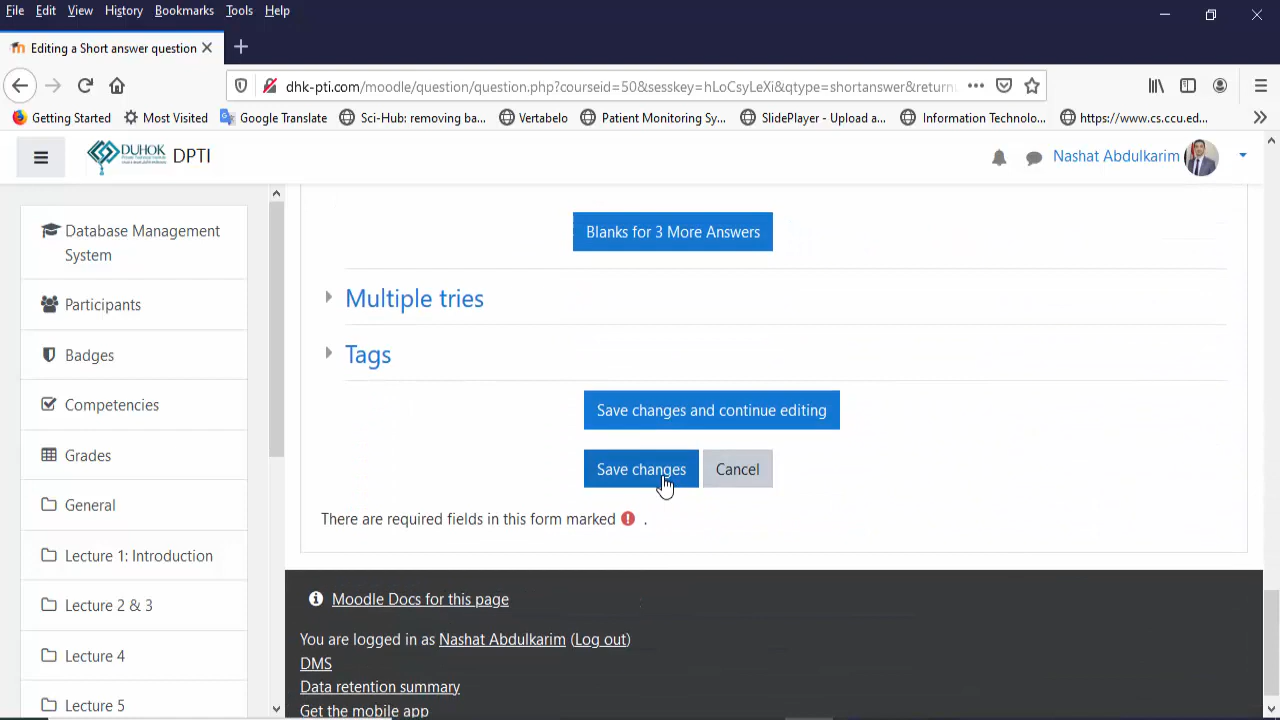 File Edit View History Bookmarks Tools Help
Editing a Short answer question
dhk-pti.com/moodle/question/question.php?courseid=50&sesskey=hLoCsyLeXi&qtype=shortanswer&return
Getting Started Most Visited Google Translate Sci-Hub: removing ba... Vertabelo Patient Monitoring Sy... SlidePlayer - Upload a... Information Technolo... https://www.cs.ccu.ed...
DUHOK DPTI Nashat Abdulkarim
Database Management
System
Participants
Badges
Competencies
Grades
General
Lecture 1: Introduction
Lecture 2 & 3
Lecture 4
Lecture 5
Blanks for 3 More Answers
Multiple tries
Tags
Save changes and continue editing
Save changes Cancel
There are required fields in this form marked .
Moodle Docs for this page
You are logged in as Nashat Abdulkarim (Log out)
DMS
Data retention summary
Get the mobile app